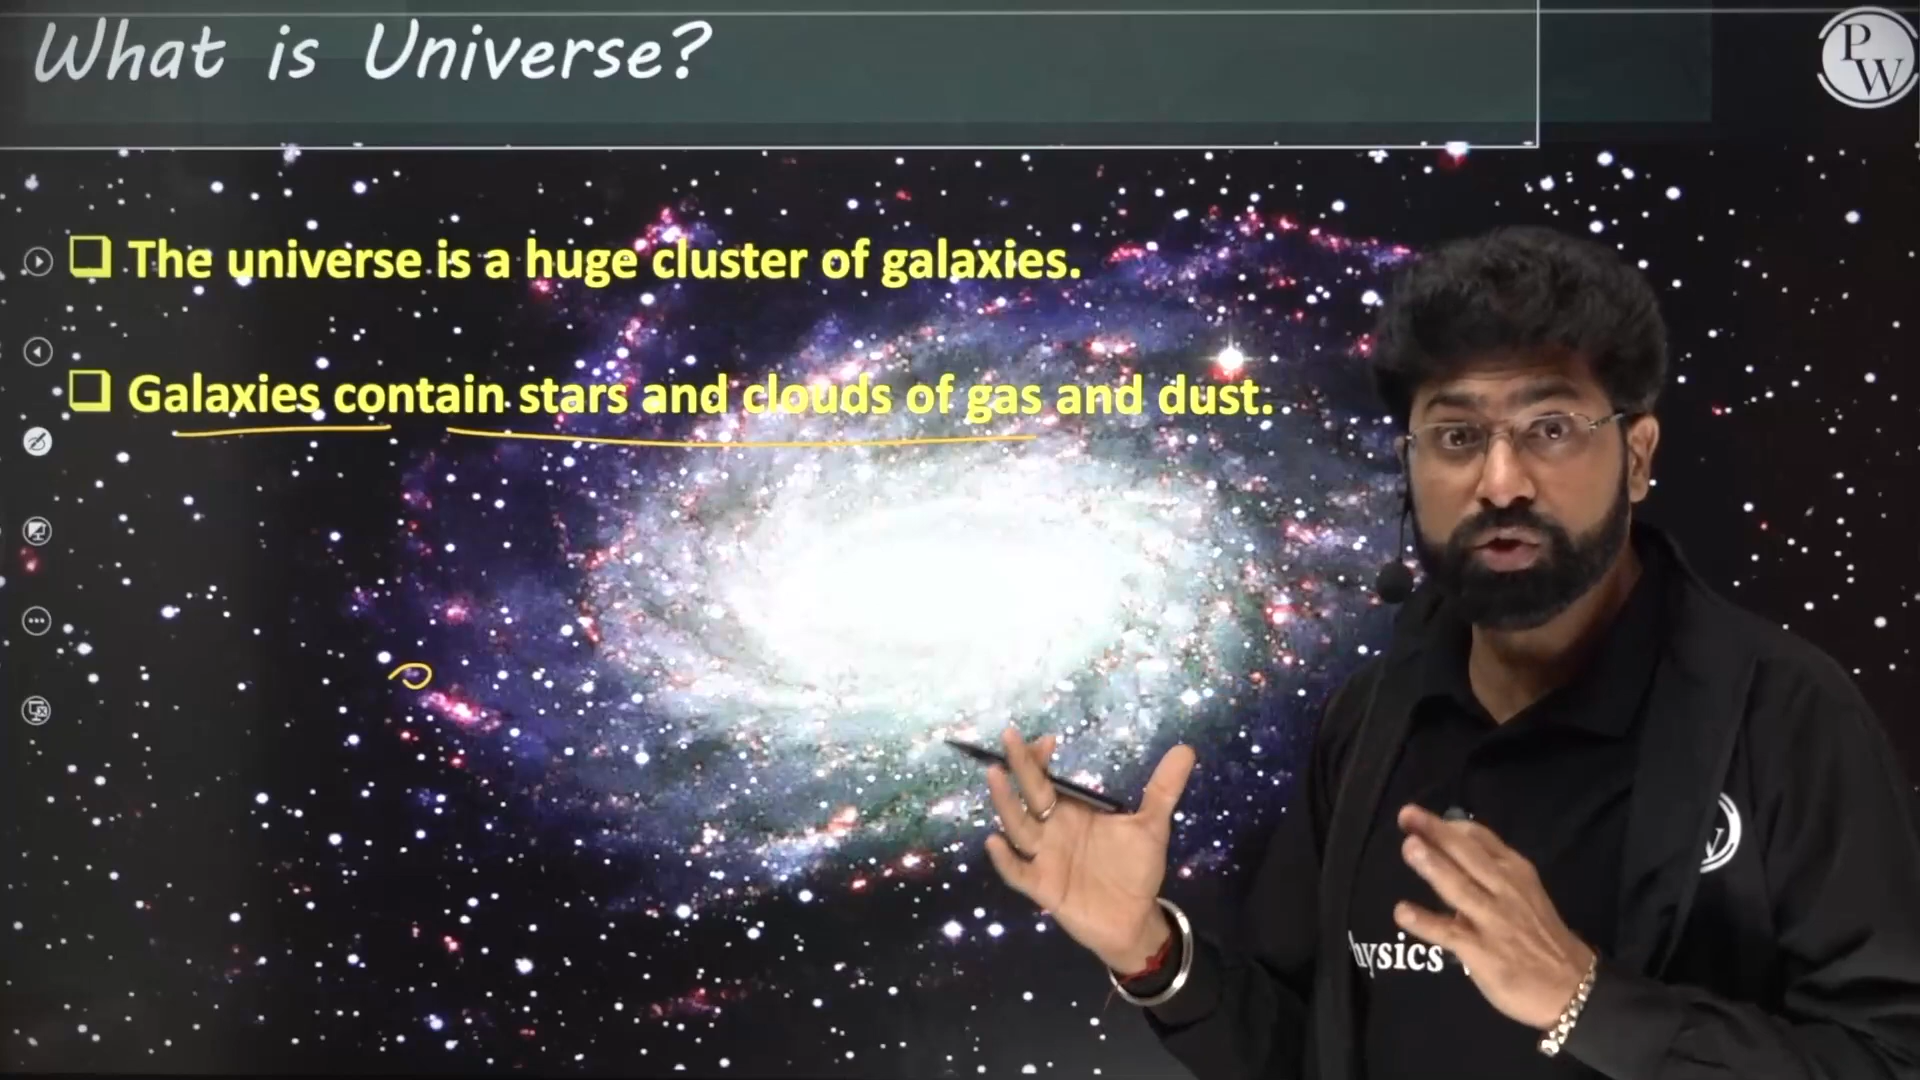 What is Universe?
PW
The universe is a huge cluster of galaxies.
Galaxies contain stars and clouds of gas and dust.
hysics